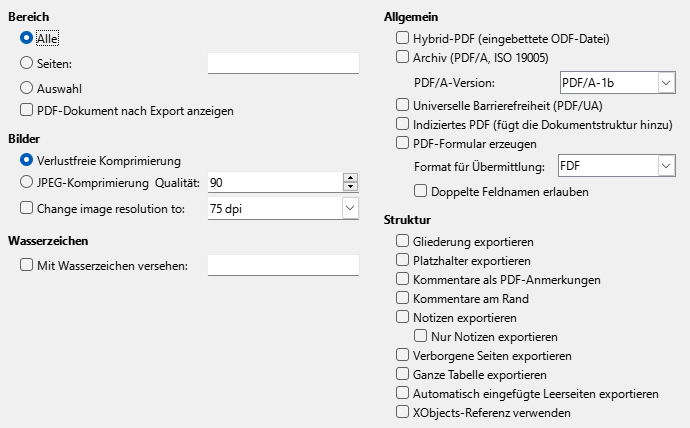 Bereich
Alle
Seiten:
Auswahl
PDF-Dokument nach Export anzeigen
Bilder
Verlustfreie Komprimierung
JPEG-Komprimierung Qualität: 90
Change image resolution to: 75 dpi
Wasserzeichen
Mit Wasserzeichen versehen:
Allgemein
Hybrid-PDF (eingebettete ODF-Datei)
Archiv (PDF/A, ISO 19005)
PDF/A-Version: PDF/A-1b
Universelle Barrierefreiheit (PDF/UA)
Indiziertes PDF (fügt die Dokumentstruktur hinzu)
PDF-Formular erzeugen
Format für Übermittlung: FDF
Doppelte Feldnamen erlauben
Struktur
Gliederung exportieren
Platzhalter exportieren
Kommentare als PDF-Anmerkungen
Kommentare am Rand
Notizen exportieren
Nur Notizen exportieren
Verborgene Seiten exportieren
Ganze Tabelle exportieren
Automatisch eingefügte Leerseiten exportieren
XObjects-Referenz verwenden